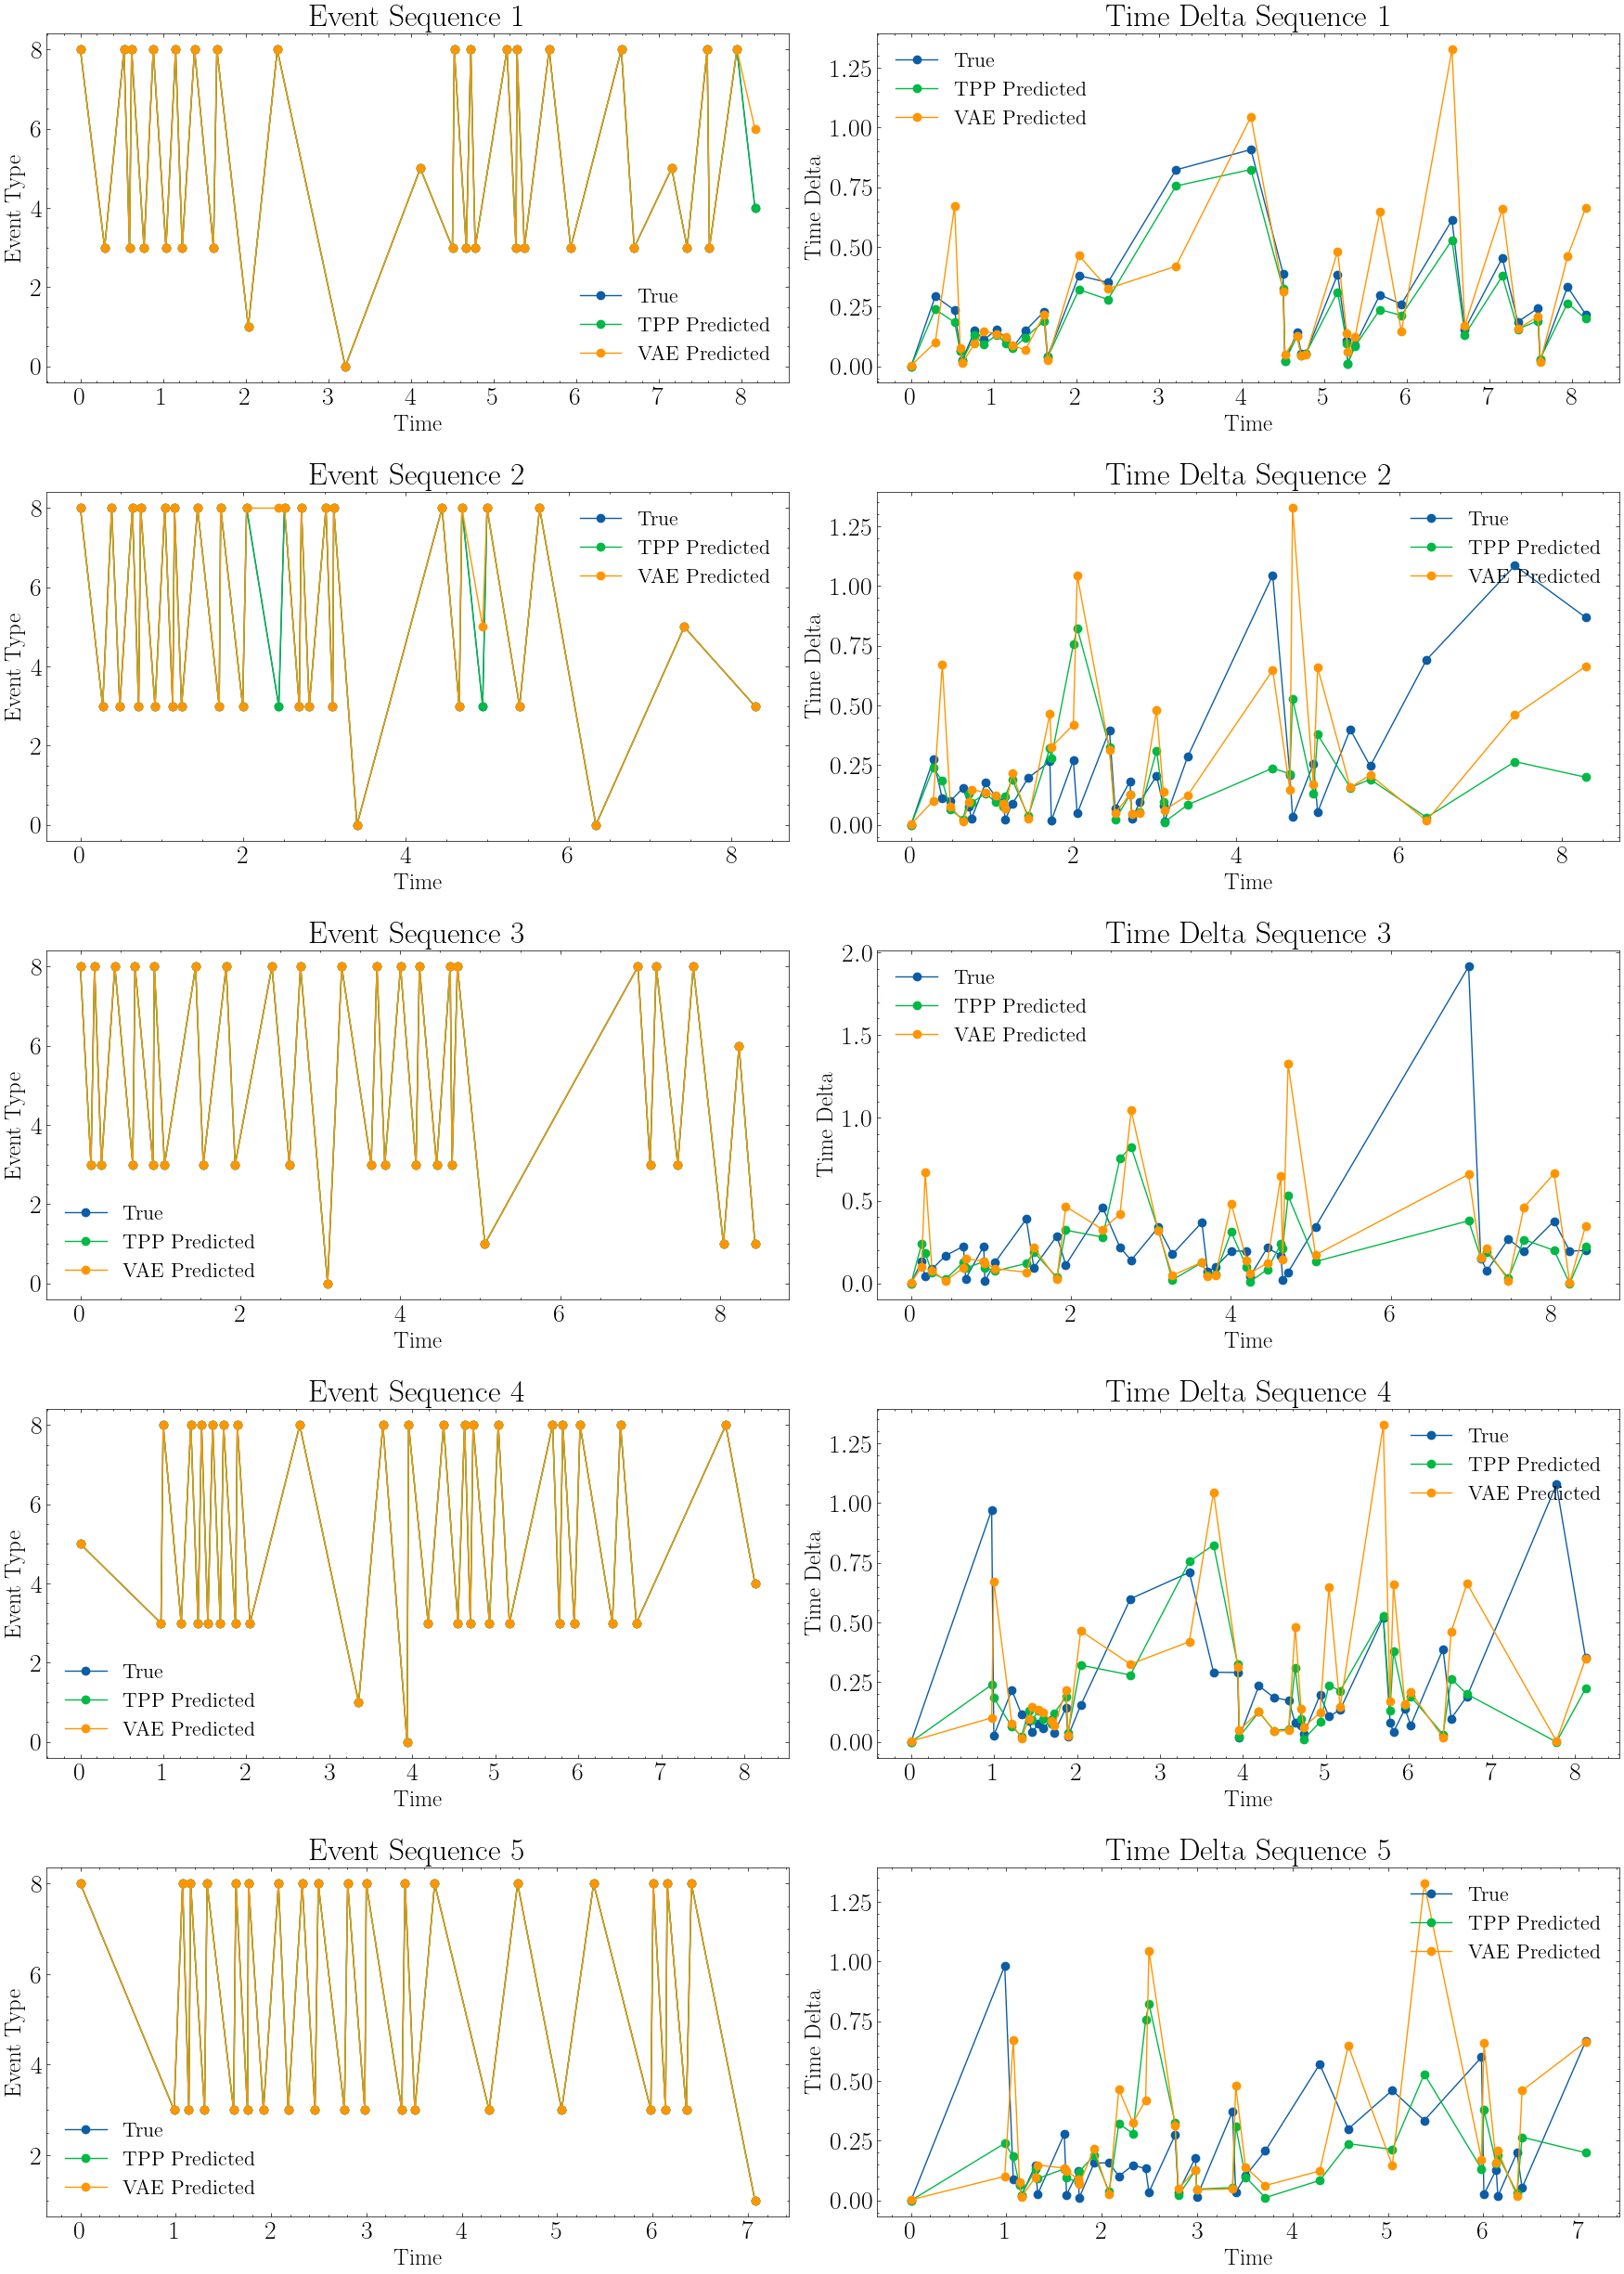 Event Sequence 1
Event Type
8
6
4
2
0
True
TPP Predicted
VAE Predicted
0 1 2 3 4 5 6 7 8
Time
Time Delta Sequence 1
Time Delta
1.25
1.00
0.75
0.50
0.25
0.00
True
TPP Predicted
VAE Predicted
0 1 2 3 4 5 6 7 8
Time
Event Sequence 2
Event Type
8
6
4
2
0
True
TPP Predicted
VAE Predicted
0 2 4 6 8
Time
Time Delta Sequence 2
Time Delta
1.25
1.00
0.75
0.50
0.25
0.00
True
TPP Predicted
VAE Predicted
0 2 4 6 8
Time
Event Sequence 3
Event Type
8
6
4
2
0
True
TPP Predicted
VAE Predicted
0 2 4 6 8
Time
Time Delta Sequence 3
Time Delta
2.0
1.5
1.0
0.5
0.0
True
TPP Predicted
VAE Predicted
0 2 4 6 8
Time
Event Sequence 4
Event Type
8
6
4
2
0
True
TPP Predicted
VAE Predicted
0 1 2 3 4 5 6 7 8
Time
Time Delta Sequence 4
Time Delta
1.25
1.00
0.75
0.50
0.25
0.00
True
TPP Predicted
VAE Predicted
0 1 2 3 4 5 6 7 8
Time
Event Sequence 5
Event Type
8
6
4
2
True
TPP Predicted
VAE Predicted
0 1 2 3 4 5 6 7
Time
Time Delta Sequence 5
Time Delta
1.25
1.00
0.75
0.50
0.25
0.00
True
TPP Predicted
VAE Predicted
0 1 2 3 4 5 6 7
Time